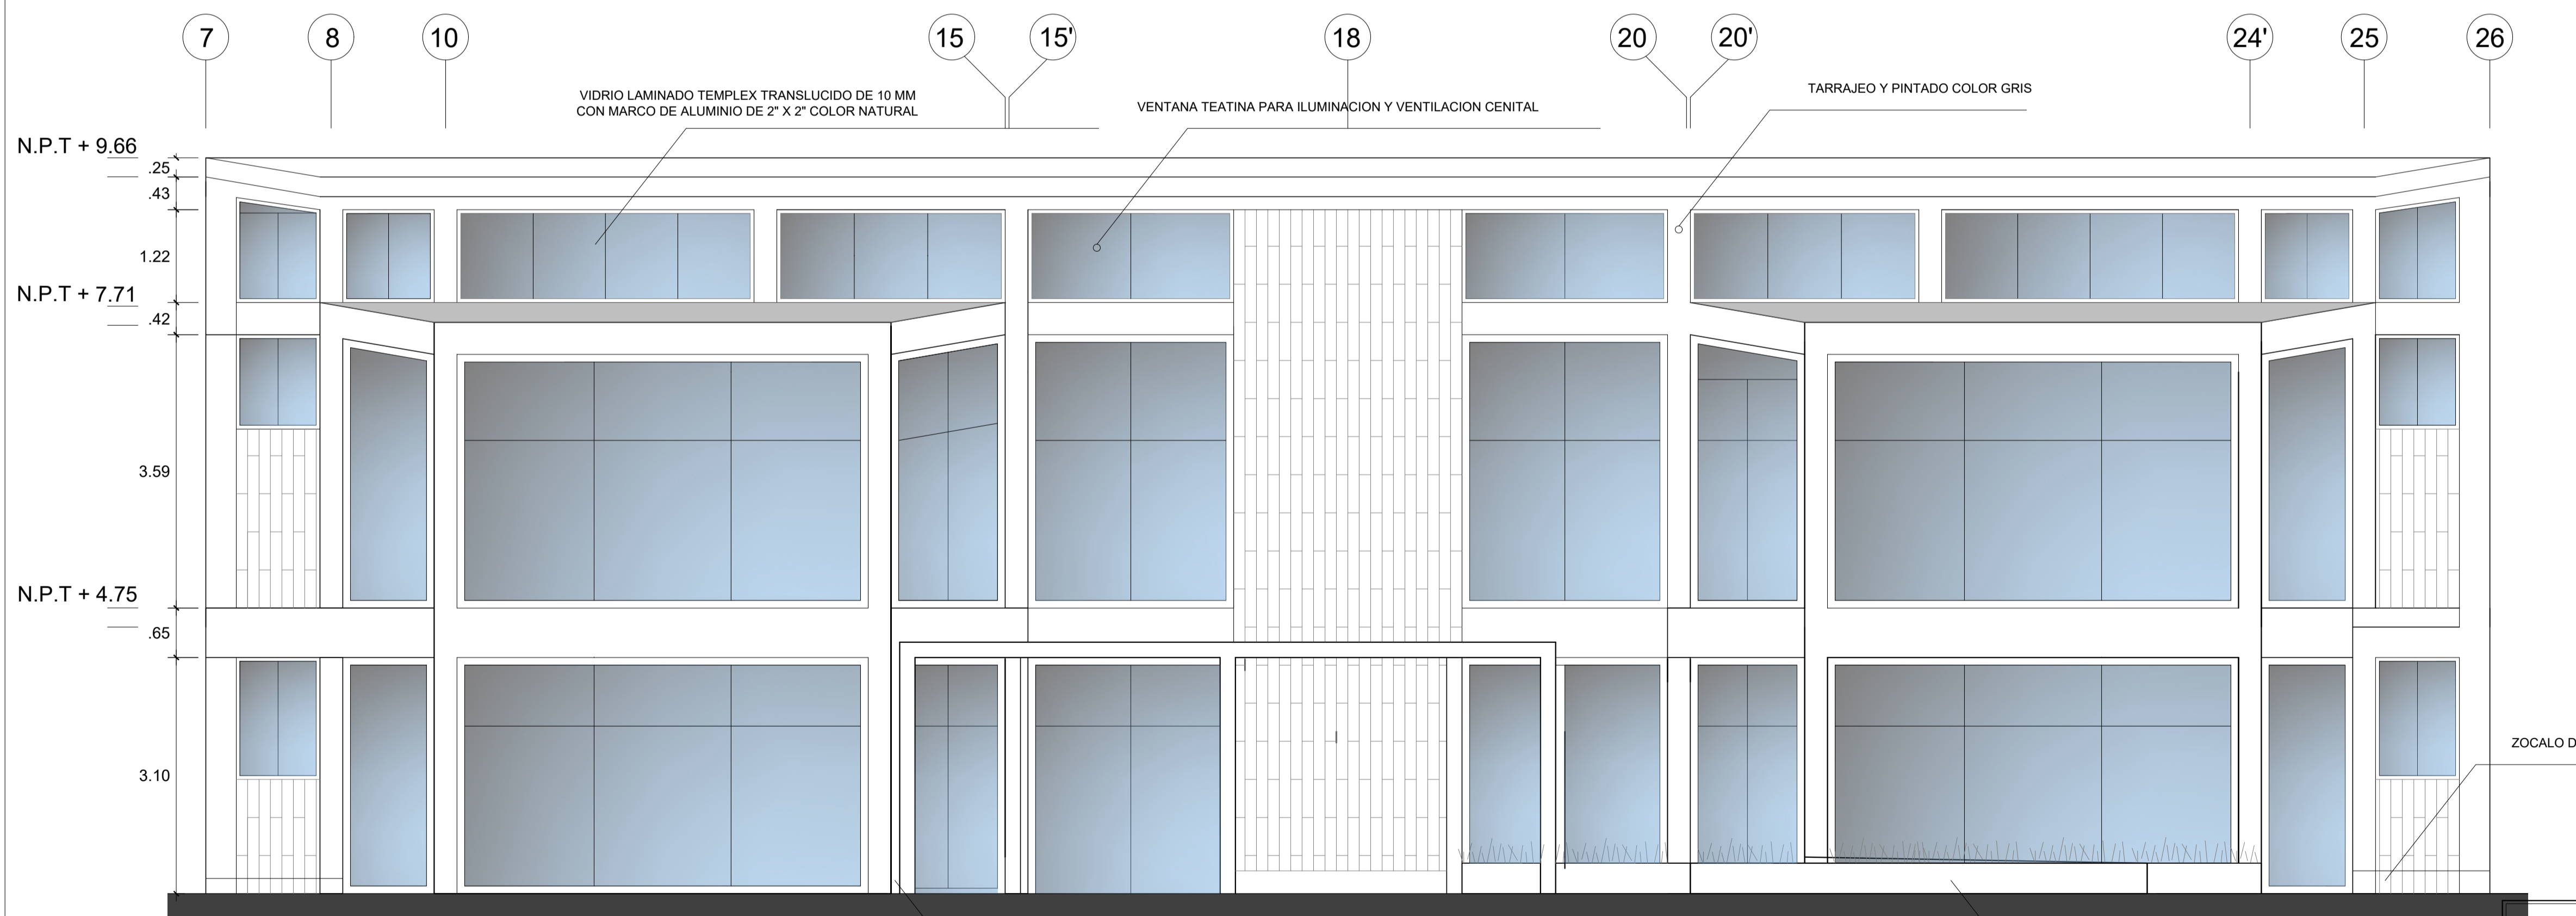 7
8
10
15
15'
18
20
20'
24'
25
26
VIDRIO LAMINADO TEMPLEX TRANSLUCIDO DE 10 MM
CON MARCO DE ALUMINIO DE 2" X 2" COLOR NATURAL
VENTANA TEATINA PARA ILUMINACION Y VENTILACION CENITAL
TARRAJEO Y PINTADO COLOR GRIS
N.P.T + 9.66
.25
.43
1.22
N.P.T + 7.71
.42
3.59
N.P.T + 4.75
.65
3.10
ZOCALO D